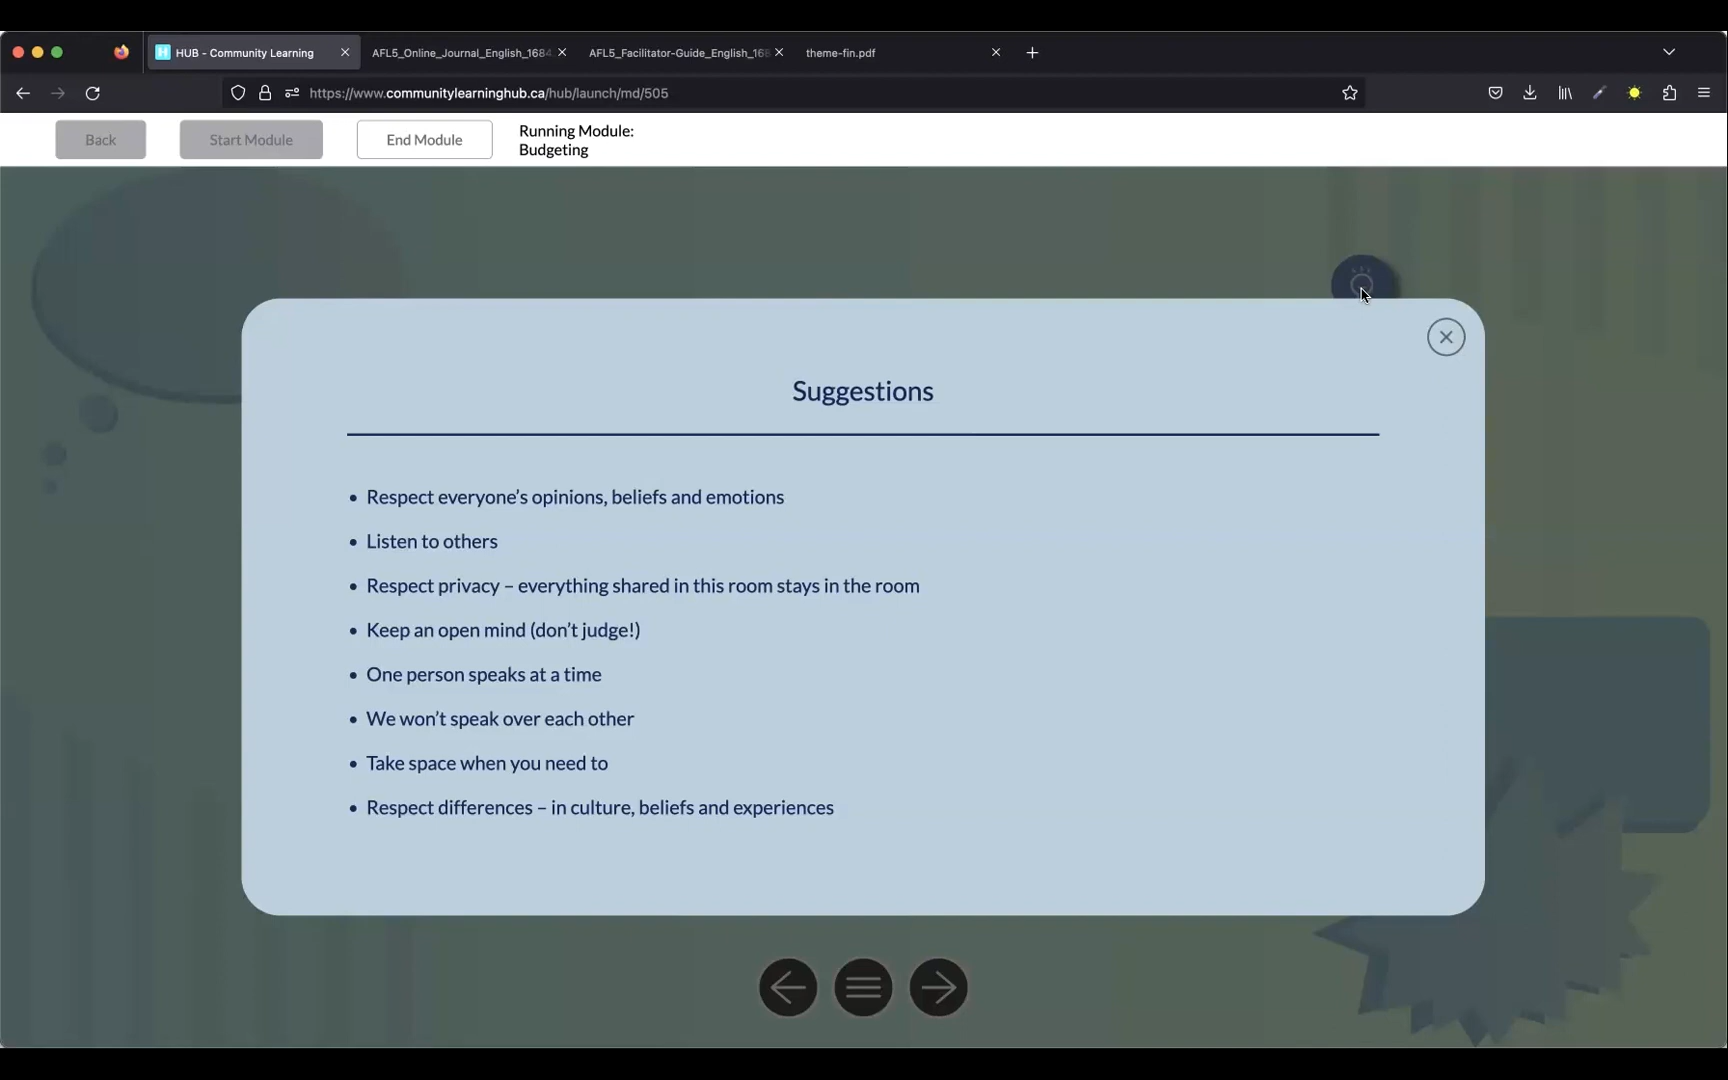 HUB - Community Learning
AFL5_Online_Journal_English_1684
AFL5_Facilitator-Guide_English_168
theme-fin.pdf
https://www.communitylearninghub.ca/hub/launch/md/505
Back
Start Module
End Module
Running Module:
Budgeting
Suggestions
• Respect everyone’s opinions, beliefs and emotions
• Listen to others
• Respect privacy – everything shared in this room stays in the room
• Keep an open mind (don’t judge!)
• One person speaks at a time
• We won’t speak over each other
• Take space when you need to
• Respect differences – in culture, beliefs and experiences